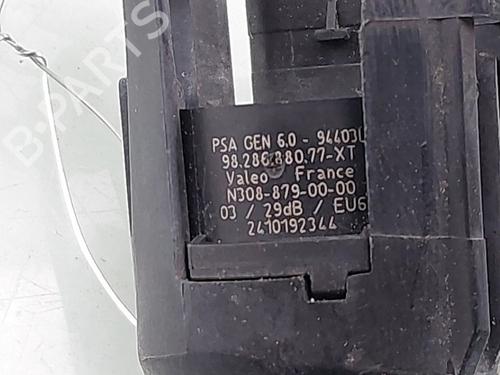 B-PARTS
PSA GEN 6.0 - 94403L
98.286.880.77-XT
Valeo France
N308-879-00-00
03 / 29dB / EU6
2410192344